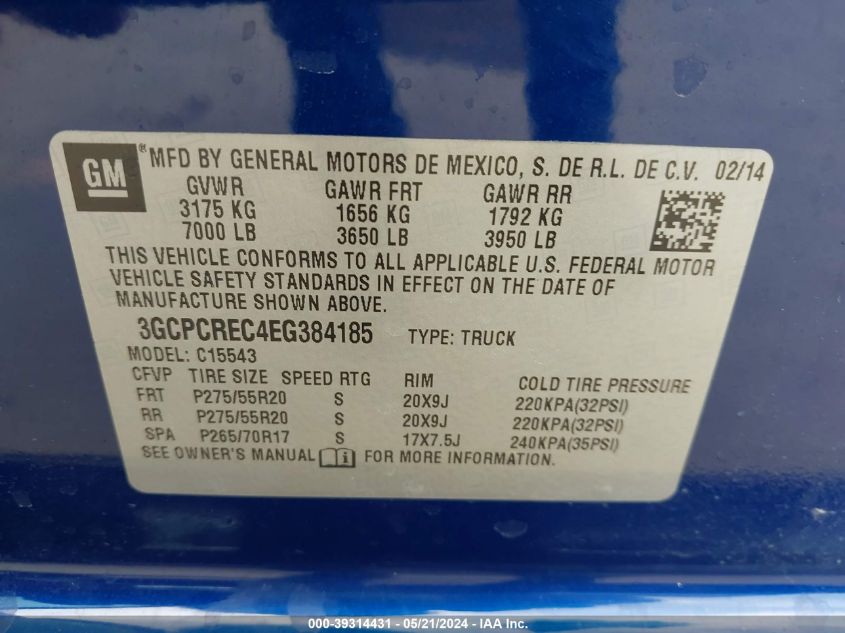 GM ® MFD BY GENERAL MOTORS DE MEXICO, S. DE R.L. DE C.V. 02/14
GVWR GAWR FRT GAWR RR
3175 KG 1656 KG 1792 KG
7000 LB 3650 LB 3950 LB
THIS VEHICLE CONFORMS TO ALL APPLICABLE U.S. FEDERAL MOTOR
VEHICLE SAFETY STANDARDS IN EFFECT ON THE DATE OF
MANUFACTURE SHOWN ABOVE.
3GCPCREC4EG384185 TYPE: TRUCK
MODEL: C15543
CFVP TIRE SIZE SPEED RTG RIM COLD TIRE PRESSURE
FRT P275/55R20 S 20X9J 220KPA(32PSI)
RR P275/55R20 S 20X9J 220KPA(32PSI)
SPA P265/70R17 S 17X7.5J 240KPA(35PSI)
SEE OWNER'S MANUAL i FOR MORE INFORMATION.
000-39314431 - 05/21/2024 - IAA Inc.